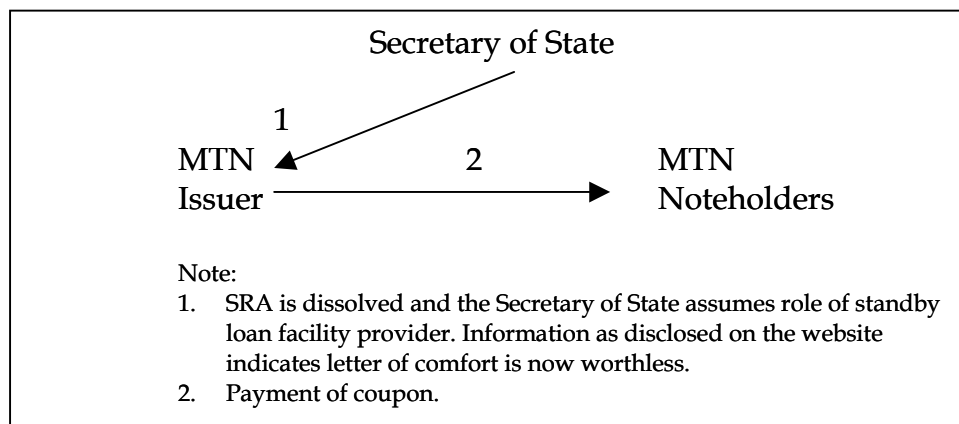 Secretary of State
1
MTN
Issuer
2
MTN
Noteholders
Note:
1. SRA is dissolved and the Secretary of State assumes role of standby
loan facility provider. Information as disclosed on the website
indicates letter of comfort is now worthless.
2. Payment of coupon.